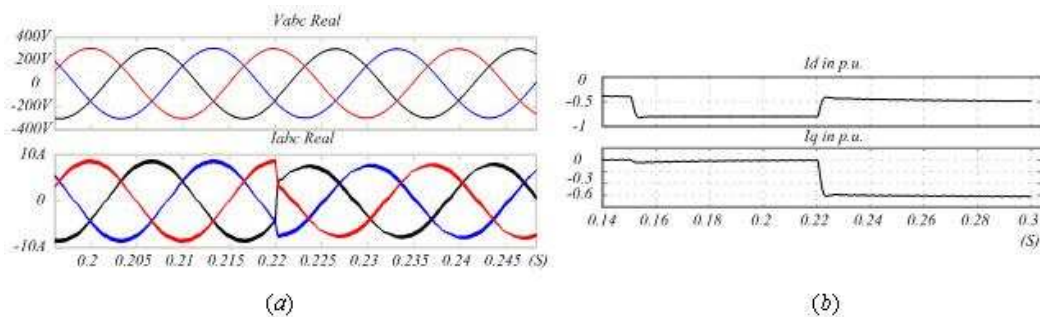 Vabc Real
400V
200V
0
-200V
-400V
Iabc Real
10A
0
-10A
0.2 0.205 0.21 0.215 0.22 0.225 0.23 0.235 0.24 0.245 (S)
(a)
Id in p.u.
0
-0.5
-1
Iq in p.u.
0
-0.3
-0.6
0.14 0.16 0.18 0.2 0.22 0.24 0.26 0.28 0.3
(S)
(b)